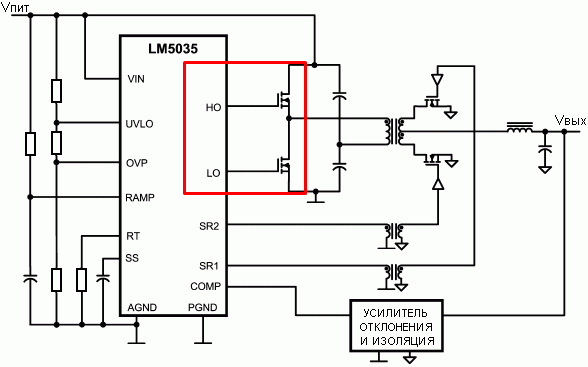 Vпит
LM5035
VIN
HO
Vвых
UVLO
OVP
LO
RAMP
RT
SR2
SS
SR1
COMP
AGND
PGND
УСИЛИТЕЛЬ
ОТКЛОНЕНИЯ
И ИЗОЛЯЦИЯ